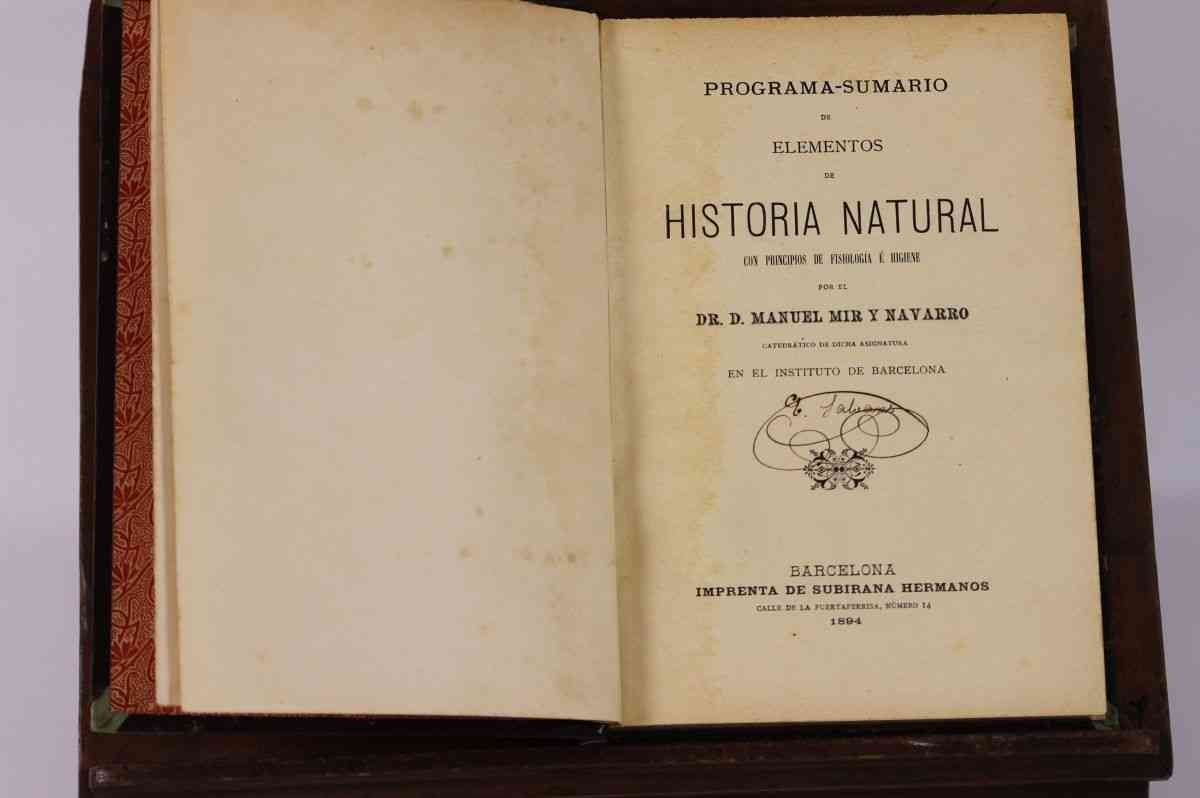 PROGRAMA-SUMARIO
DE
ELEMENTOS
DE
HISTORIA NATURAL
CON PRINCIPIOS DE FISIOLOGÍA É HIGIENE
POR EL
DR. D. MANUEL MIR Y NAVARRO
CATEDRÁTICO DE DICHA ASIGNATURA
EN EL INSTITUTO DE BARCELONA
BARCELONA
IMPRENTA DE SUBIRANA HERMANOS
CALLE DE LA PUERTAFERRISA, NÚMERO 14
1894